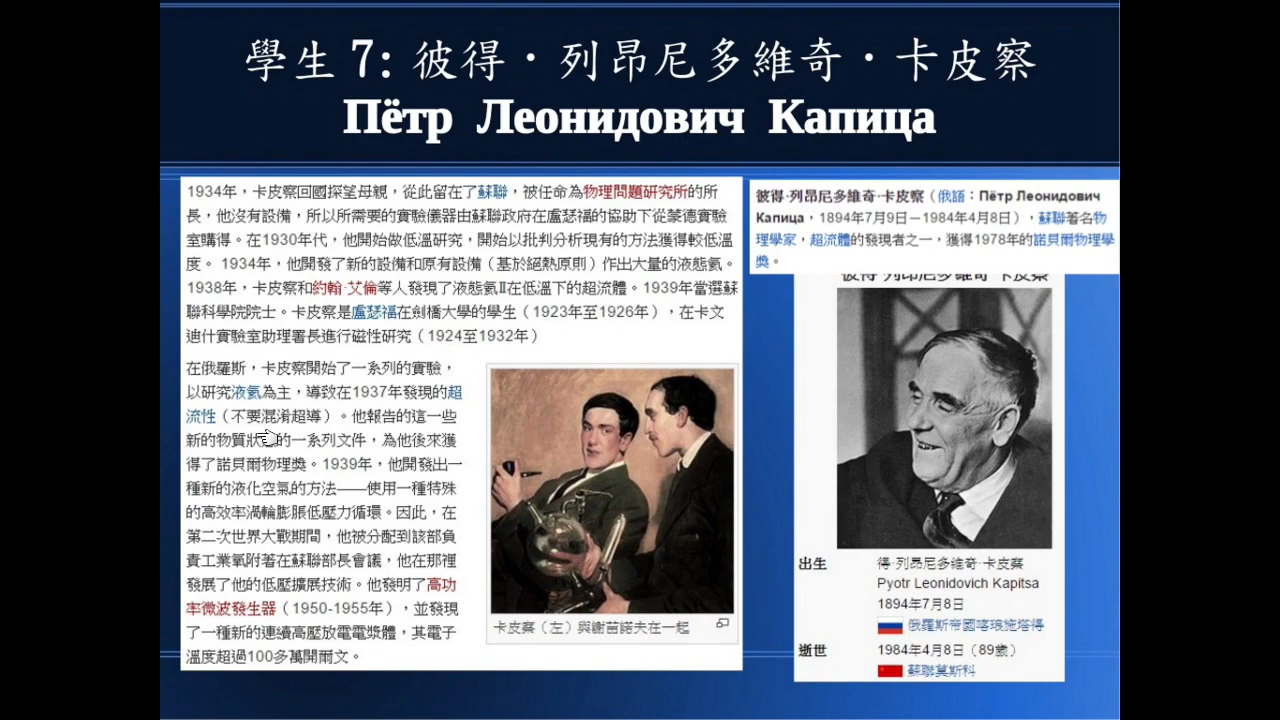 學生 7: 彼得·列昂尼多維奇·卡皮察
Пётр Леонидович Капица
1934年，卡皮察回國探望母親，從此留在了蘇聯，被任命為物理問題研究所的所
長，他沒有設備，所以所需要的實驗儀器由蘇聯政府在盧瑟福的協助下從蒙德實驗
室購得。在1930年代，他開始做低溫研究，開始以批判分析現有的方法獲得較低溫
度。 1934年，他開發了新的設備和原有設備（基於絕熱原則）作出大量的液態氦。
1938年，卡皮察和約翰·艾倫等人發現了液態氦II在低溫下的超流體。1939年當選蘇
聯科學院院士。卡皮察是盧瑟福在劍橋大學的學生（1923年至1926年），在卡文
迪什實驗室助理署長進行磁性研究（1924至1932年）
在俄羅斯，卡皮察開始了一系列的實驗，
以研究液氦為主，導致在1937年發現的超
流性（不要混淆超導）。他報告的這一些
新的物質狀 的一系列文件，為他後來獲
得了諾貝爾物理獎。1939年，他開發出一
種新的液化空氣的方法——使用一種特殊
的高效率渦輪膨脹低壓力循環。因此，在
第二次世界大戰期間，他被分配到該部負
責工業氧附著在蘇聯部長會議，他在那裡
發展了他的低壓擴展技術。他發明了高功
率微波發生器（1950-1955年），並發現
了一種新的連續高壓放電電漿體，其電子
溫度超過100多萬開爾文。
卡皮察（左）與謝苗諾夫在一起
彼得·列昂尼多維奇·卡皮察（俄語：Пётр Леонидович
Капица，1894年7月9日－1984年4月8日），蘇聯著名物
理學家，超流體的發現者之一，獲得1978年的諾貝爾物理學
獎。
彼得·列昂尼多維奇·卡皮察
出生 得·列昂尼多維奇·卡皮察
Pyotr Leonidovich Kapitsa
1894年7月8日
俄羅斯帝國喀琅施塔得
逝世 1984年4月8日（89歲）
蘇聯莫斯科